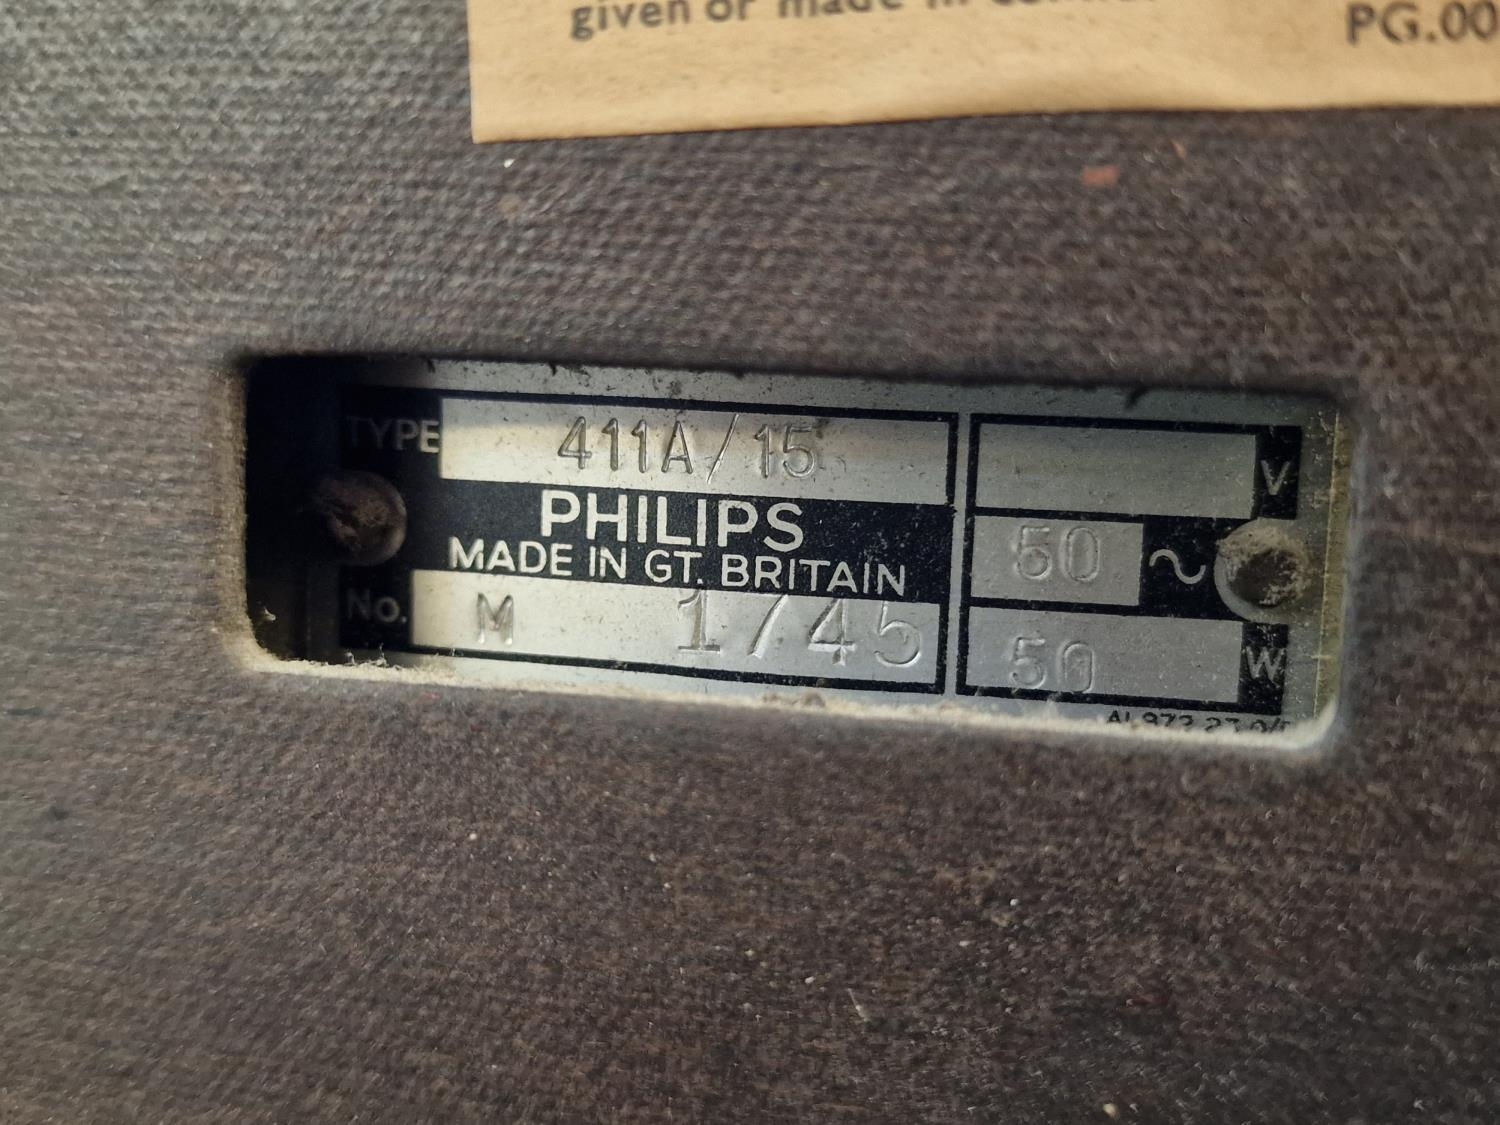 given or made in
PG.00
TYPE 411A/15 V
PHILIPS
MADE IN GT. BRITAIN
50 ~
No. M 1745
50 W